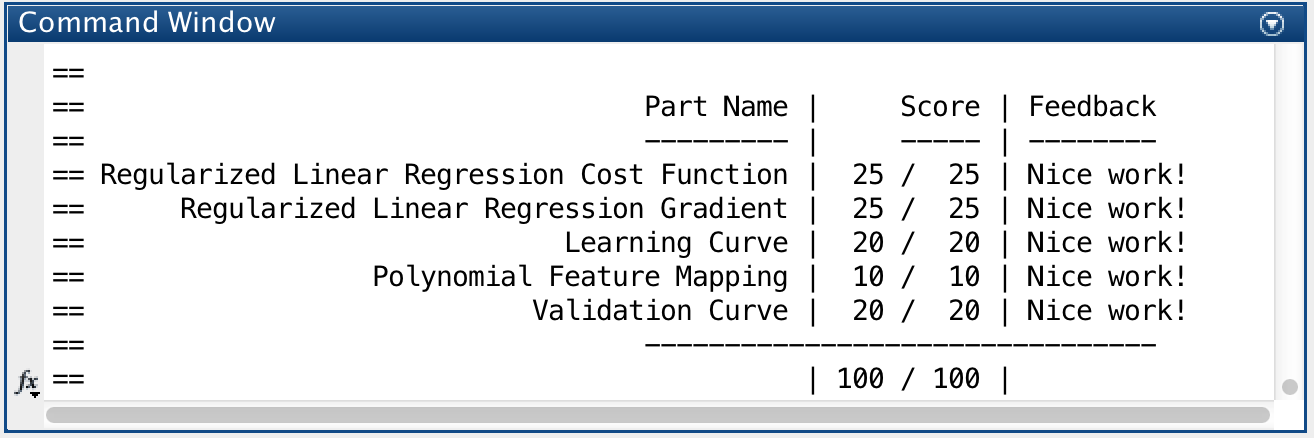 Command Window
==
== Part Name | Score | Feedback
== --------- | ----- | --------
== Regularized Linear Regression Cost Function | 25 / 25 | Nice work!
== Regularized Linear Regression Gradient | 25 / 25 | Nice work!
== Learning Curve | 20 / 20 | Nice work!
== Polynomial Feature Mapping | 10 / 10 | Nice work!
== Validation Curve | 20 / 20 | Nice work!
== --------------------------------
fx == | 100 / 100 |